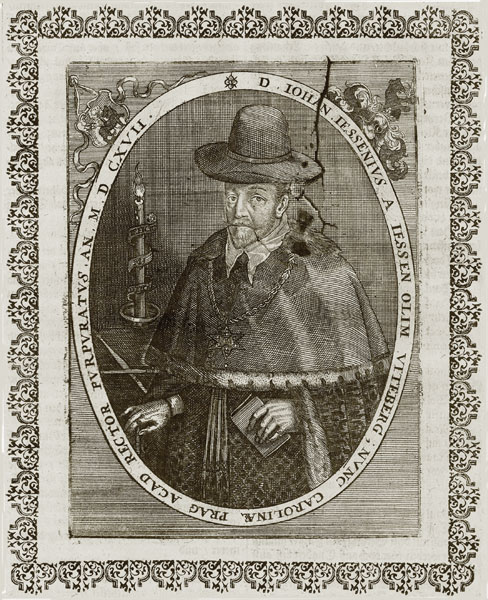 D. IOHAN. IESSENIVS A IESSEN OLIM VITEBERG; NVNC CAROLINÆ PRAG ACAD RECTOR PVRPVRATVS AN. M D CXVII.